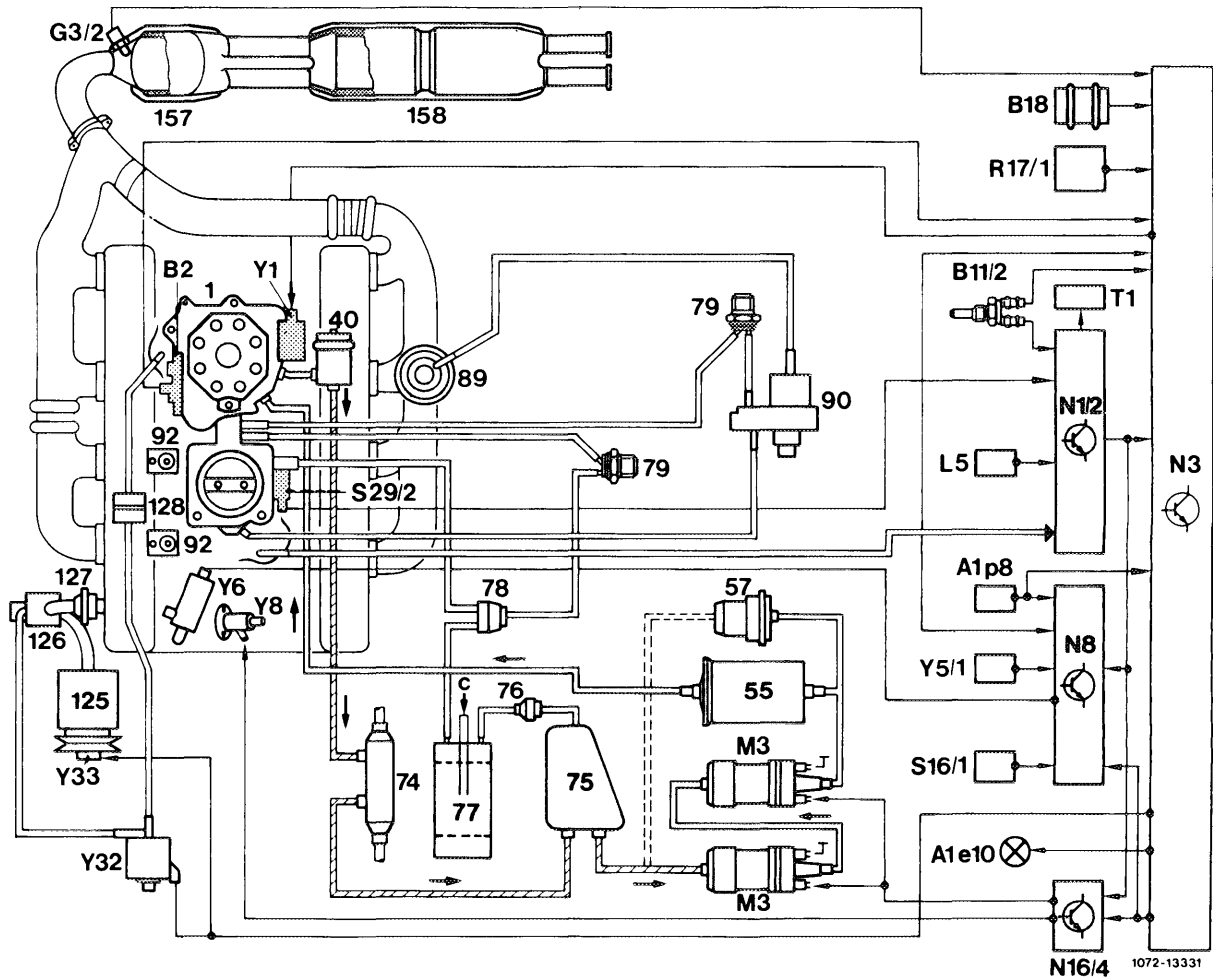 G3/2
157
158
B18
R17/1
B2
Y1
1
40
B11/2
T1
79
89
90
N1/2
92
79
L5
N3
128
S29/2
92
A1p8
127
Y6
Y8
78
57
126
N8
125
C
76
55
Y5/1
M3
Y33
74
77
75
S16/1
Y32
A1e10
M3
N16/4
1072-13331